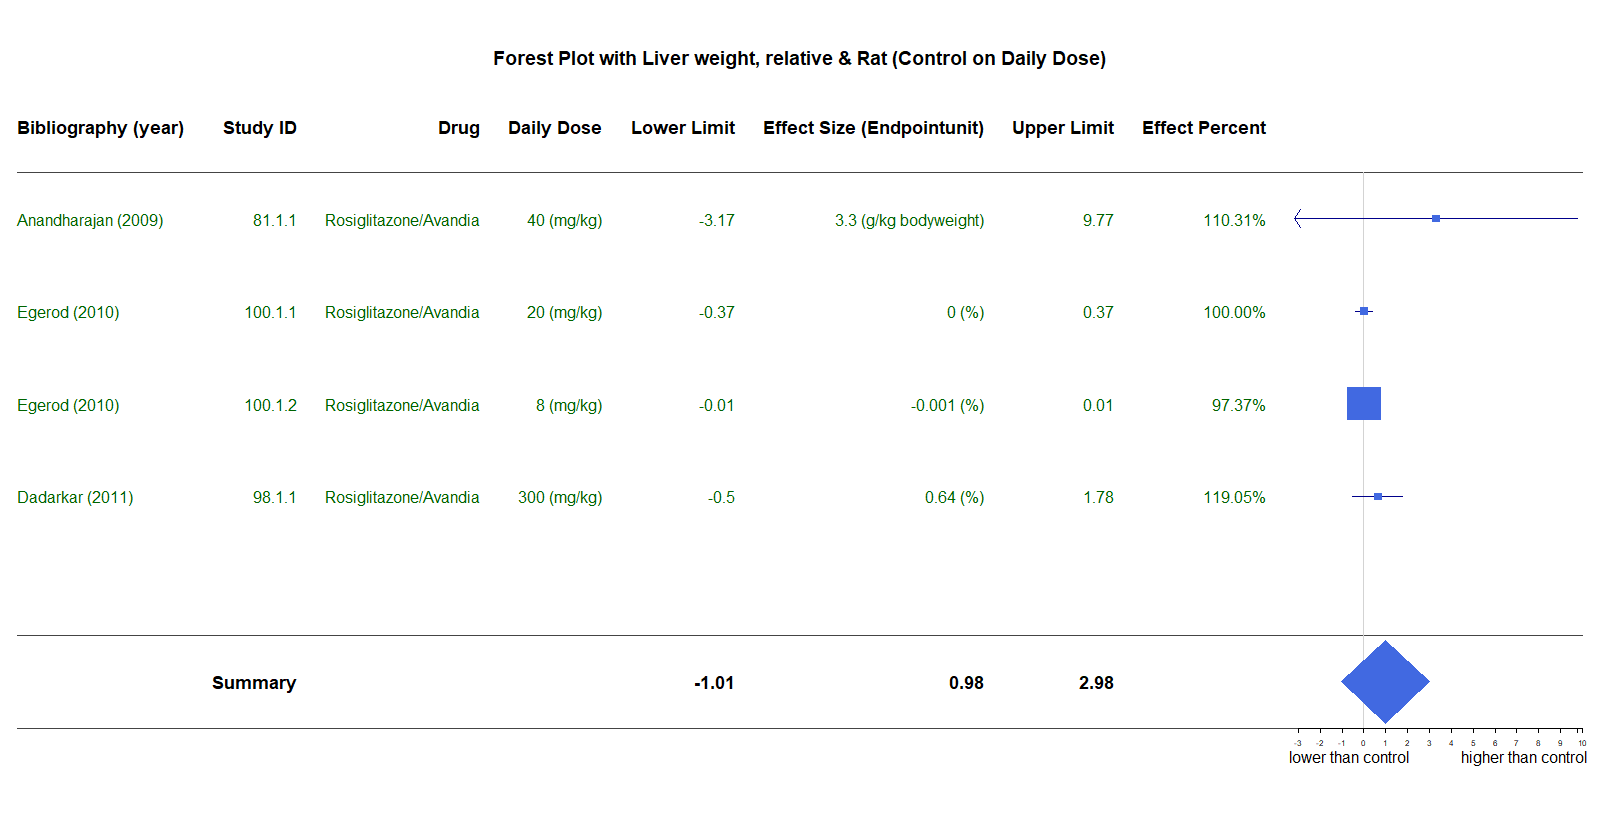 Forest Plot with Liver weight, relative & Rat (Control on Daily Dose)
Bibliography (year) Study ID Drug Daily Dose Lower Limit Effect Size (Endpointunit) Upper Limit Effect Percent
Anandharajan (2009) 81.1.1 Rosiglitazone/Avandia 40 (mg/kg) -3.17 3.3 (g/kg bodyweight) 9.77 110.31%
Egerod (2010) 100.1.1 Rosiglitazone/Avandia 20 (mg/kg) -0.37 0 (%) 0.37 100.00%
Egerod (2010) 100.1.2 Rosiglitazone/Avandia 8 (mg/kg) -0.01 -0.001 (%) 0.01 97.37%
Dadarkar (2011) 98.1.1 Rosiglitazone/Avandia 300 (mg/kg) -0.5 0.64 (%) 1.78 119.05%
Summary -1.01 0.98 2.98
-3 -2 -1 0 1 2 3 4 5 6 7 8 9 10
lower than control higher than control